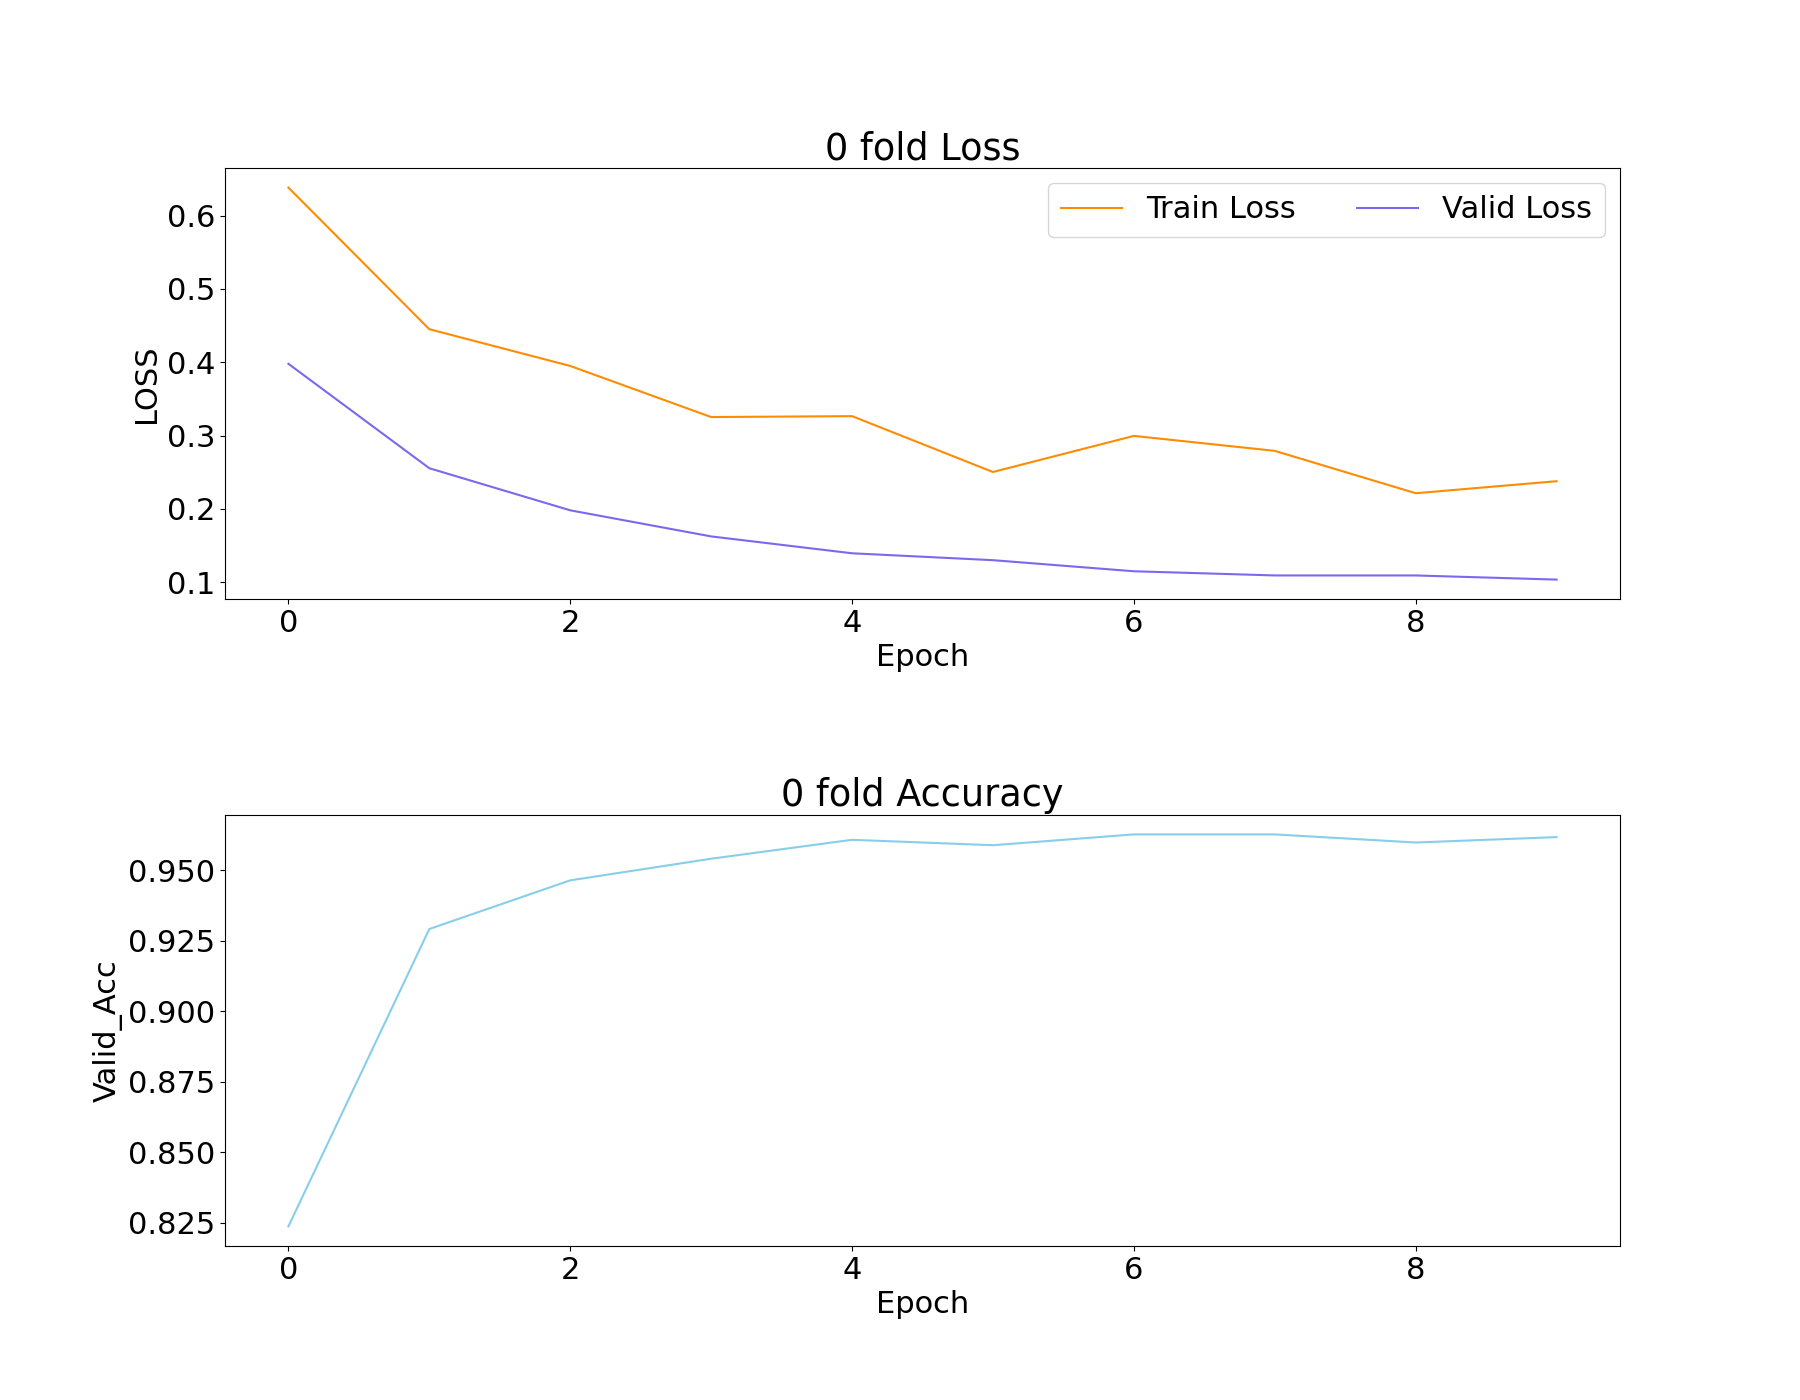 0 fold Loss
Train Loss Valid Loss
0.6
0.5
0.4
0.3
0.2
0.1
LOSS
0 2 4 6 8
Epoch
0 fold Accuracy
0.950
0.925
0.900
0.875
0.850
0.825
Valid_Acc
0 2 4 6 8
Epoch